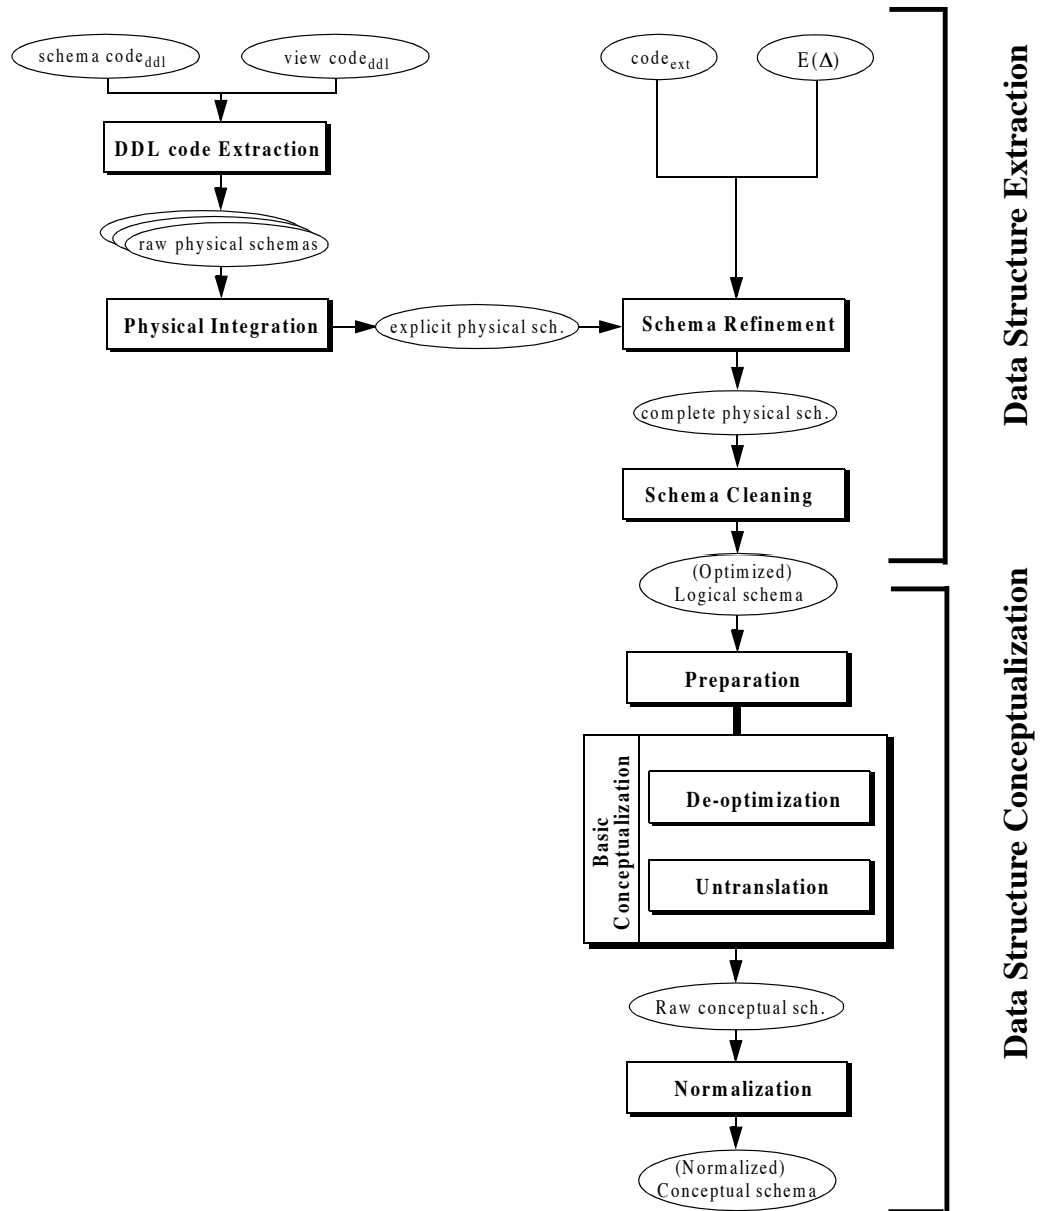 schema code_ddl
view code_ddl
code_ext
E(Δ)
DDL code Extraction
raw physical schemas
Physical Integration
explicit physical sch.
Schema Refinement
complete physical sch.
Schema Cleaning
(Optimized)
Logical schema
Data Structure Extraction
Preparation
Basic
Conceptualization
De-optimization
Untranslation
Raw conceptual sch.
Normalization
(Normalized)
Conceptual schema
Data Structure Conceptualization